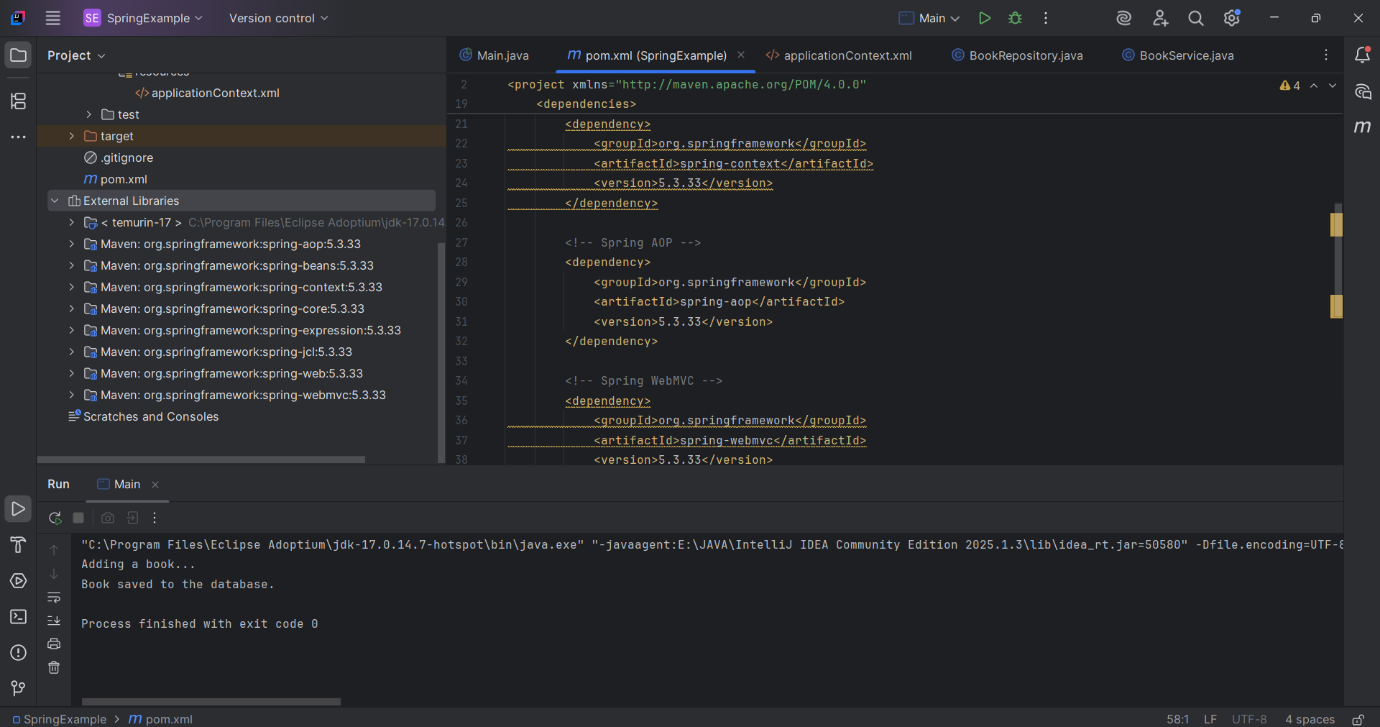 SE SpringExample Version control Main
Project
resources
applicationContext.xml
test
target
.gitignore
m pom.xml
External Libraries
< temurin-17 > C:\Program Files\Eclipse Adoptium\jdk-17.0.14
Maven: org.springframework:spring-aop:5.3.33
Maven: org.springframework:spring-beans:5.3.33
Maven: org.springframework:spring-context:5.3.33
Maven: org.springframework:spring-core:5.3.33
Maven: org.springframework:spring-expression:5.3.33
Maven: org.springframework:spring-jcl:5.3.33
Maven: org.springframework:spring-web:5.3.33
Maven: org.springframework:spring-webmvc:5.3.33
Scratches and Consoles
Main.java m pom.xml (SpringExample) </> applicationContext.xml BookRepository.java BookService.java
2 <project xmlns="http://maven.apache.org/POM/4.0.0" 4
19 <dependencies>
21 <dependency>
22 <groupId>org.springframework</groupId>
23 <artifactId>spring-context</artifactId>
24 <version>5.3.33</version>
25 </dependency>
26
27 <!-- Spring AOP -->
28 <dependency>
29 <groupId>org.springframework</groupId>
30 <artifactId>spring-aop</artifactId>
31 <version>5.3.33</version>
32 </dependency>
33
34 <!-- Spring WebMVC -->
35 <dependency>
36 <groupId>org.springframework</groupId>
37 <artifactId>spring-webmvc</artifactId>
38 <version>5.3.33</version>
m
Run Main
"C:\Program Files\Eclipse Adoptium\jdk-17.0.14.7-hotspot\bin\java.exe" "-javaagent:E:\JAVA\IntelliJ IDEA Community Edition 2025.1.3\lib\idea_rt.jar=50580" -Dfile.encoding=UTF-8
Adding a book...
Book saved to the database.
Process finished with exit code 0
SpringExample > m pom.xml 58:1 LF UTF-8 4 spaces